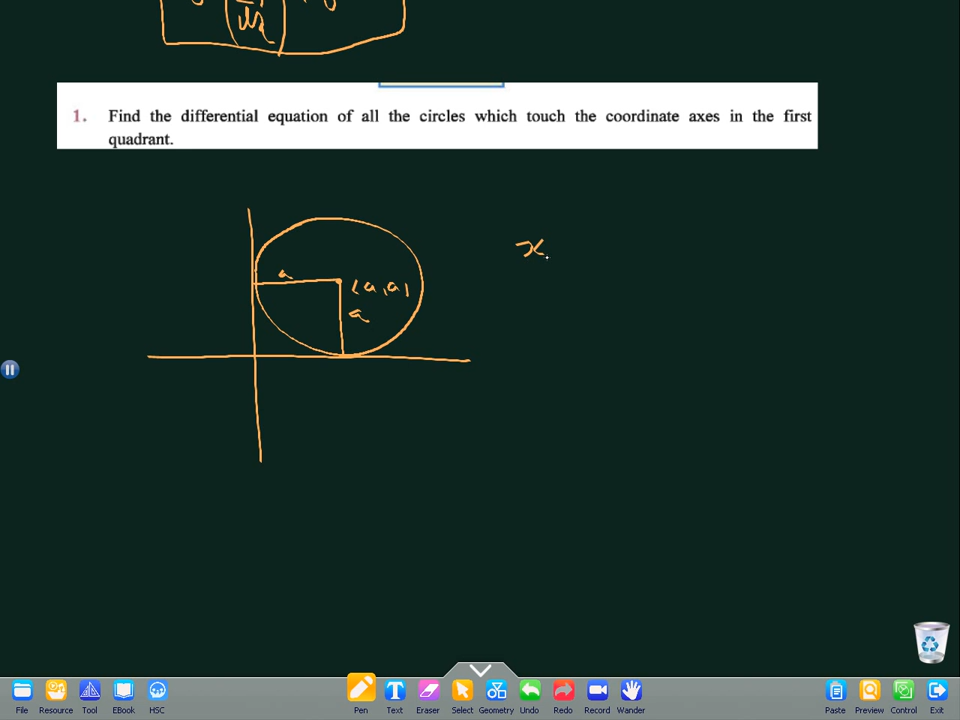 dx
1. Find the differential equation of all the circles which touch the coordinate axes in the first
quadrant.
x
a
(a,a)
a
File Resource Tool EBook HSC Pen Text Eraser Select Geometry Undo Redo Record Wander Paste Preview Control Exit